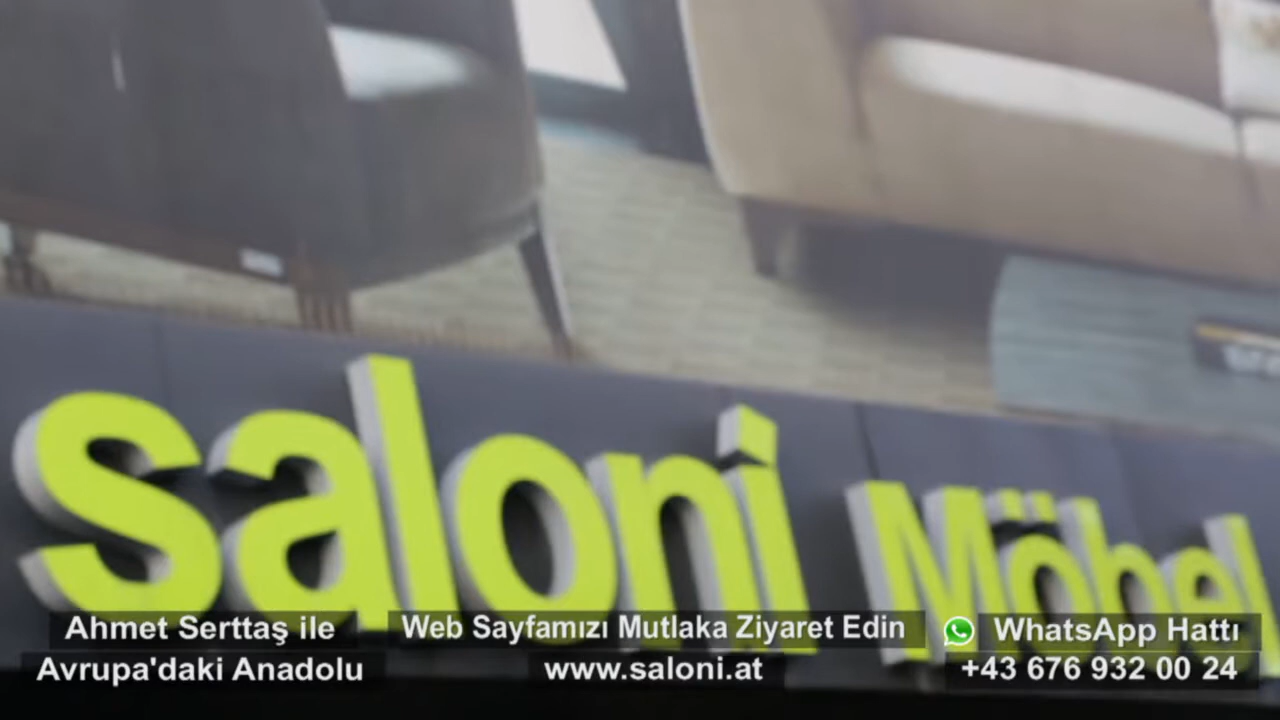 saloni Möbel
Ahmet Serttaş ile
Avrupa'daki Anadolu
Web Sayfamızı Mutlaka Ziyaret Edin
www.saloni.at
WhatsApp Hattı
+43 676 932 00 24